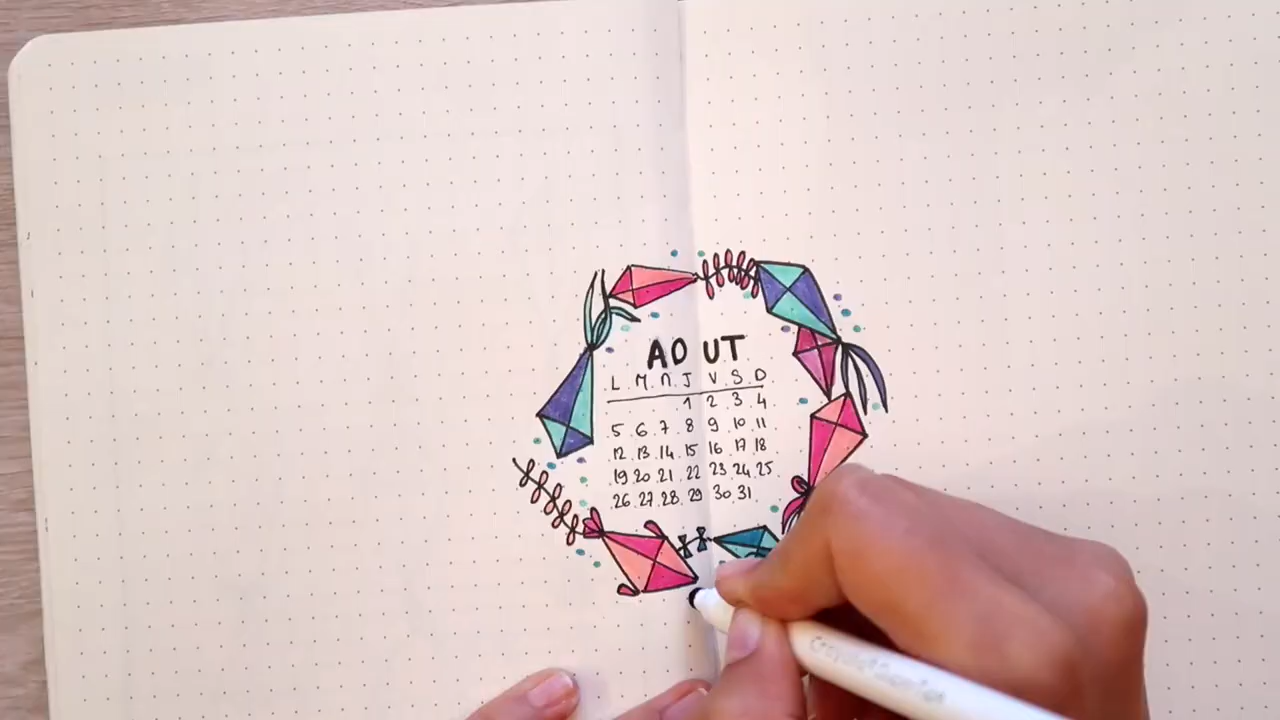 AOUT
L M M J V S D
1 2 3 4
5 6 7 8 9 10 11
12 13 14 15 16 17 18
19 20 21 22 23 24 25
26 27 28 29 30 31